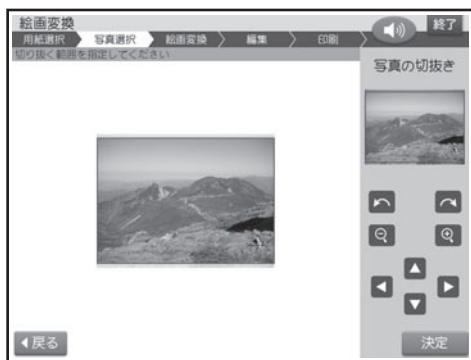 絵画変換
終了
用紙選択 写真選択 絵画変換 編集 印刷
切り抜く範囲を指定してください
写真の切抜き
戻る
決定